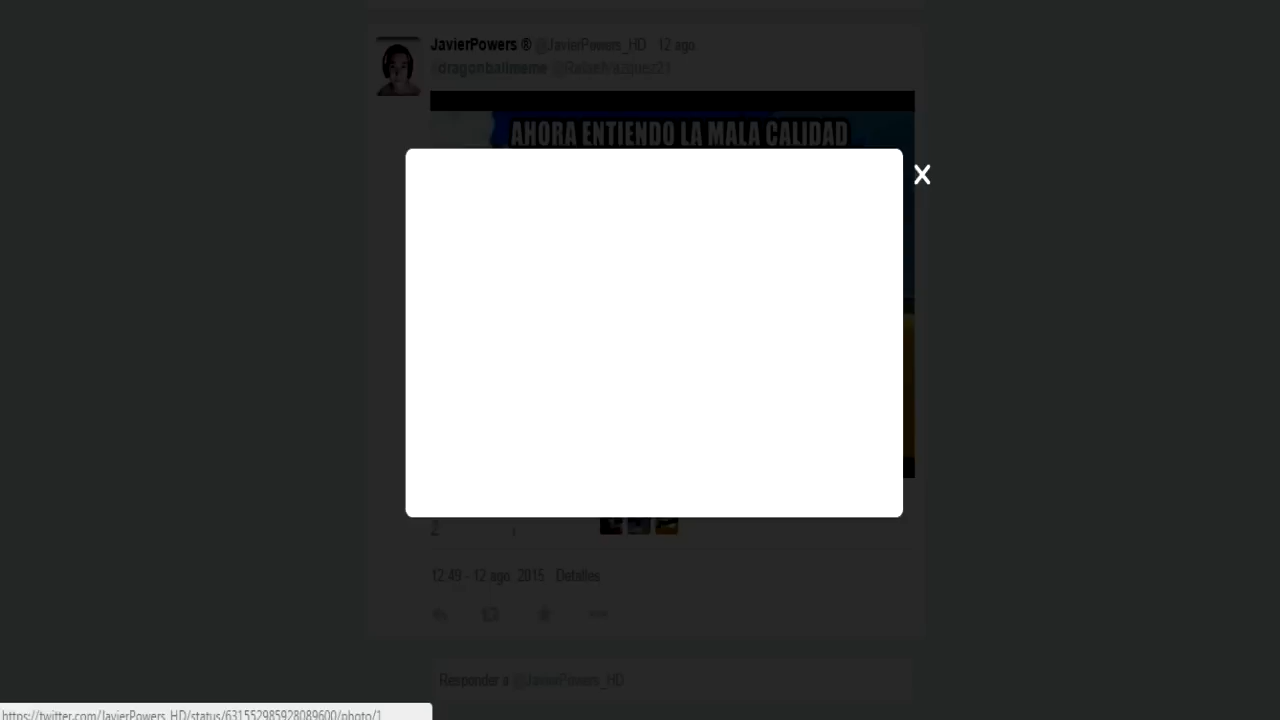 JavierPowers ® @JavierPowers_HD 12 ago
@dragonballmeme @RafaelVazquez21
AHORA ENTIENDO LA MALA CALIDAD
X
2
12:49 - 12 ago. 2015 Detalles
Responder a @JavierPowers_HD
https://twitter.com/JavierPowers_HD/status/631552985928089600/photo/1